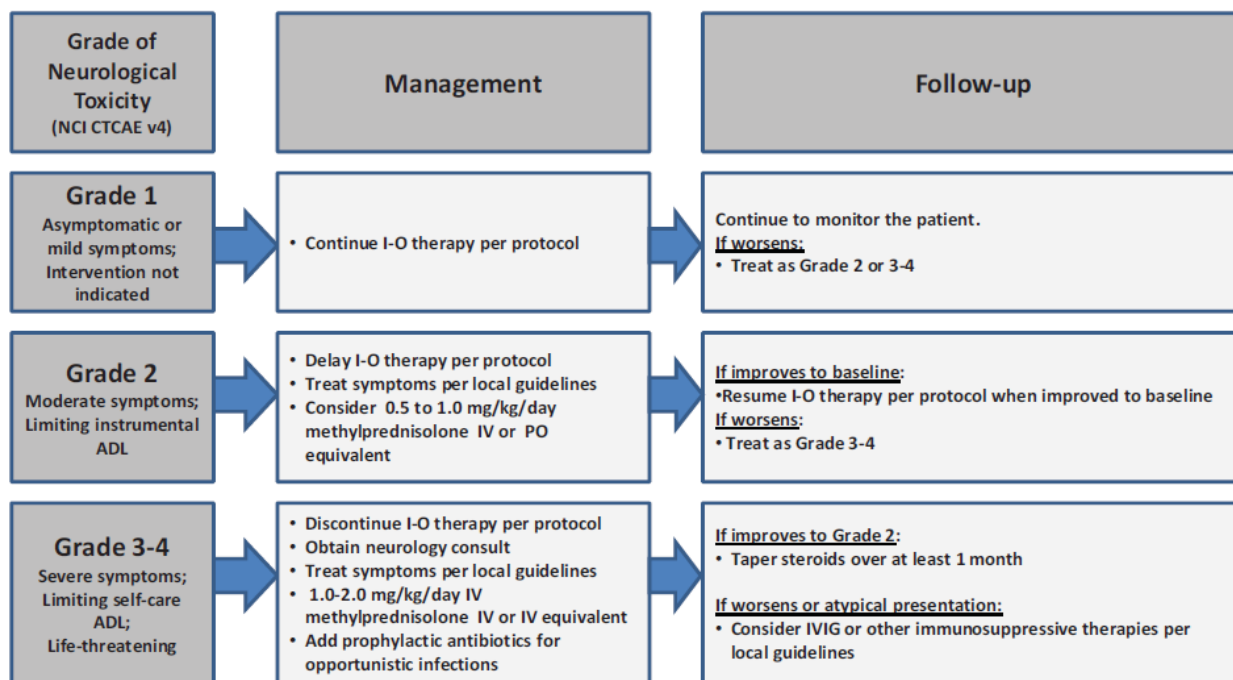 Grade of
Neurological
Toxicity
(NCI CTCAE v4)
Management
Follow-up
Grade 1
Asymptomatic or
mild symptoms;
Intervention not
indicated
• Continue I-O therapy per protocol
Continue to monitor the patient.
If worsens:
• Treat as Grade 2 or 3-4
Grade 2
Moderate symptoms;
Limiting instrumental
ADL
• Delay I-O therapy per protocol
• Treat symptoms per local guidelines
• Consider 0.5 to 1.0 mg/kg/day
methylprednisolone IV or PO
equivalent
If improves to baseline:
•Resume I-O therapy per protocol when improved to baseline
If worsens:
• Treat as Grade 3-4
Grade 3-4
Severe symptoms;
Limiting self-care
ADL;
Life-threatening
• Discontinue I-O therapy per protocol
• Obtain neurology consult
• Treat symptoms per local guidelines
• 1.0-2.0 mg/kg/day IV
methylprednisolone IV or IV equivalent
• Add prophylactic antibiotics for
opportunistic infections
If improves to Grade 2:
• Taper steroids over at least 1 month
If worsens or atypical presentation:
• Consider IVIG or other immunosuppressive therapies per
local guidelines